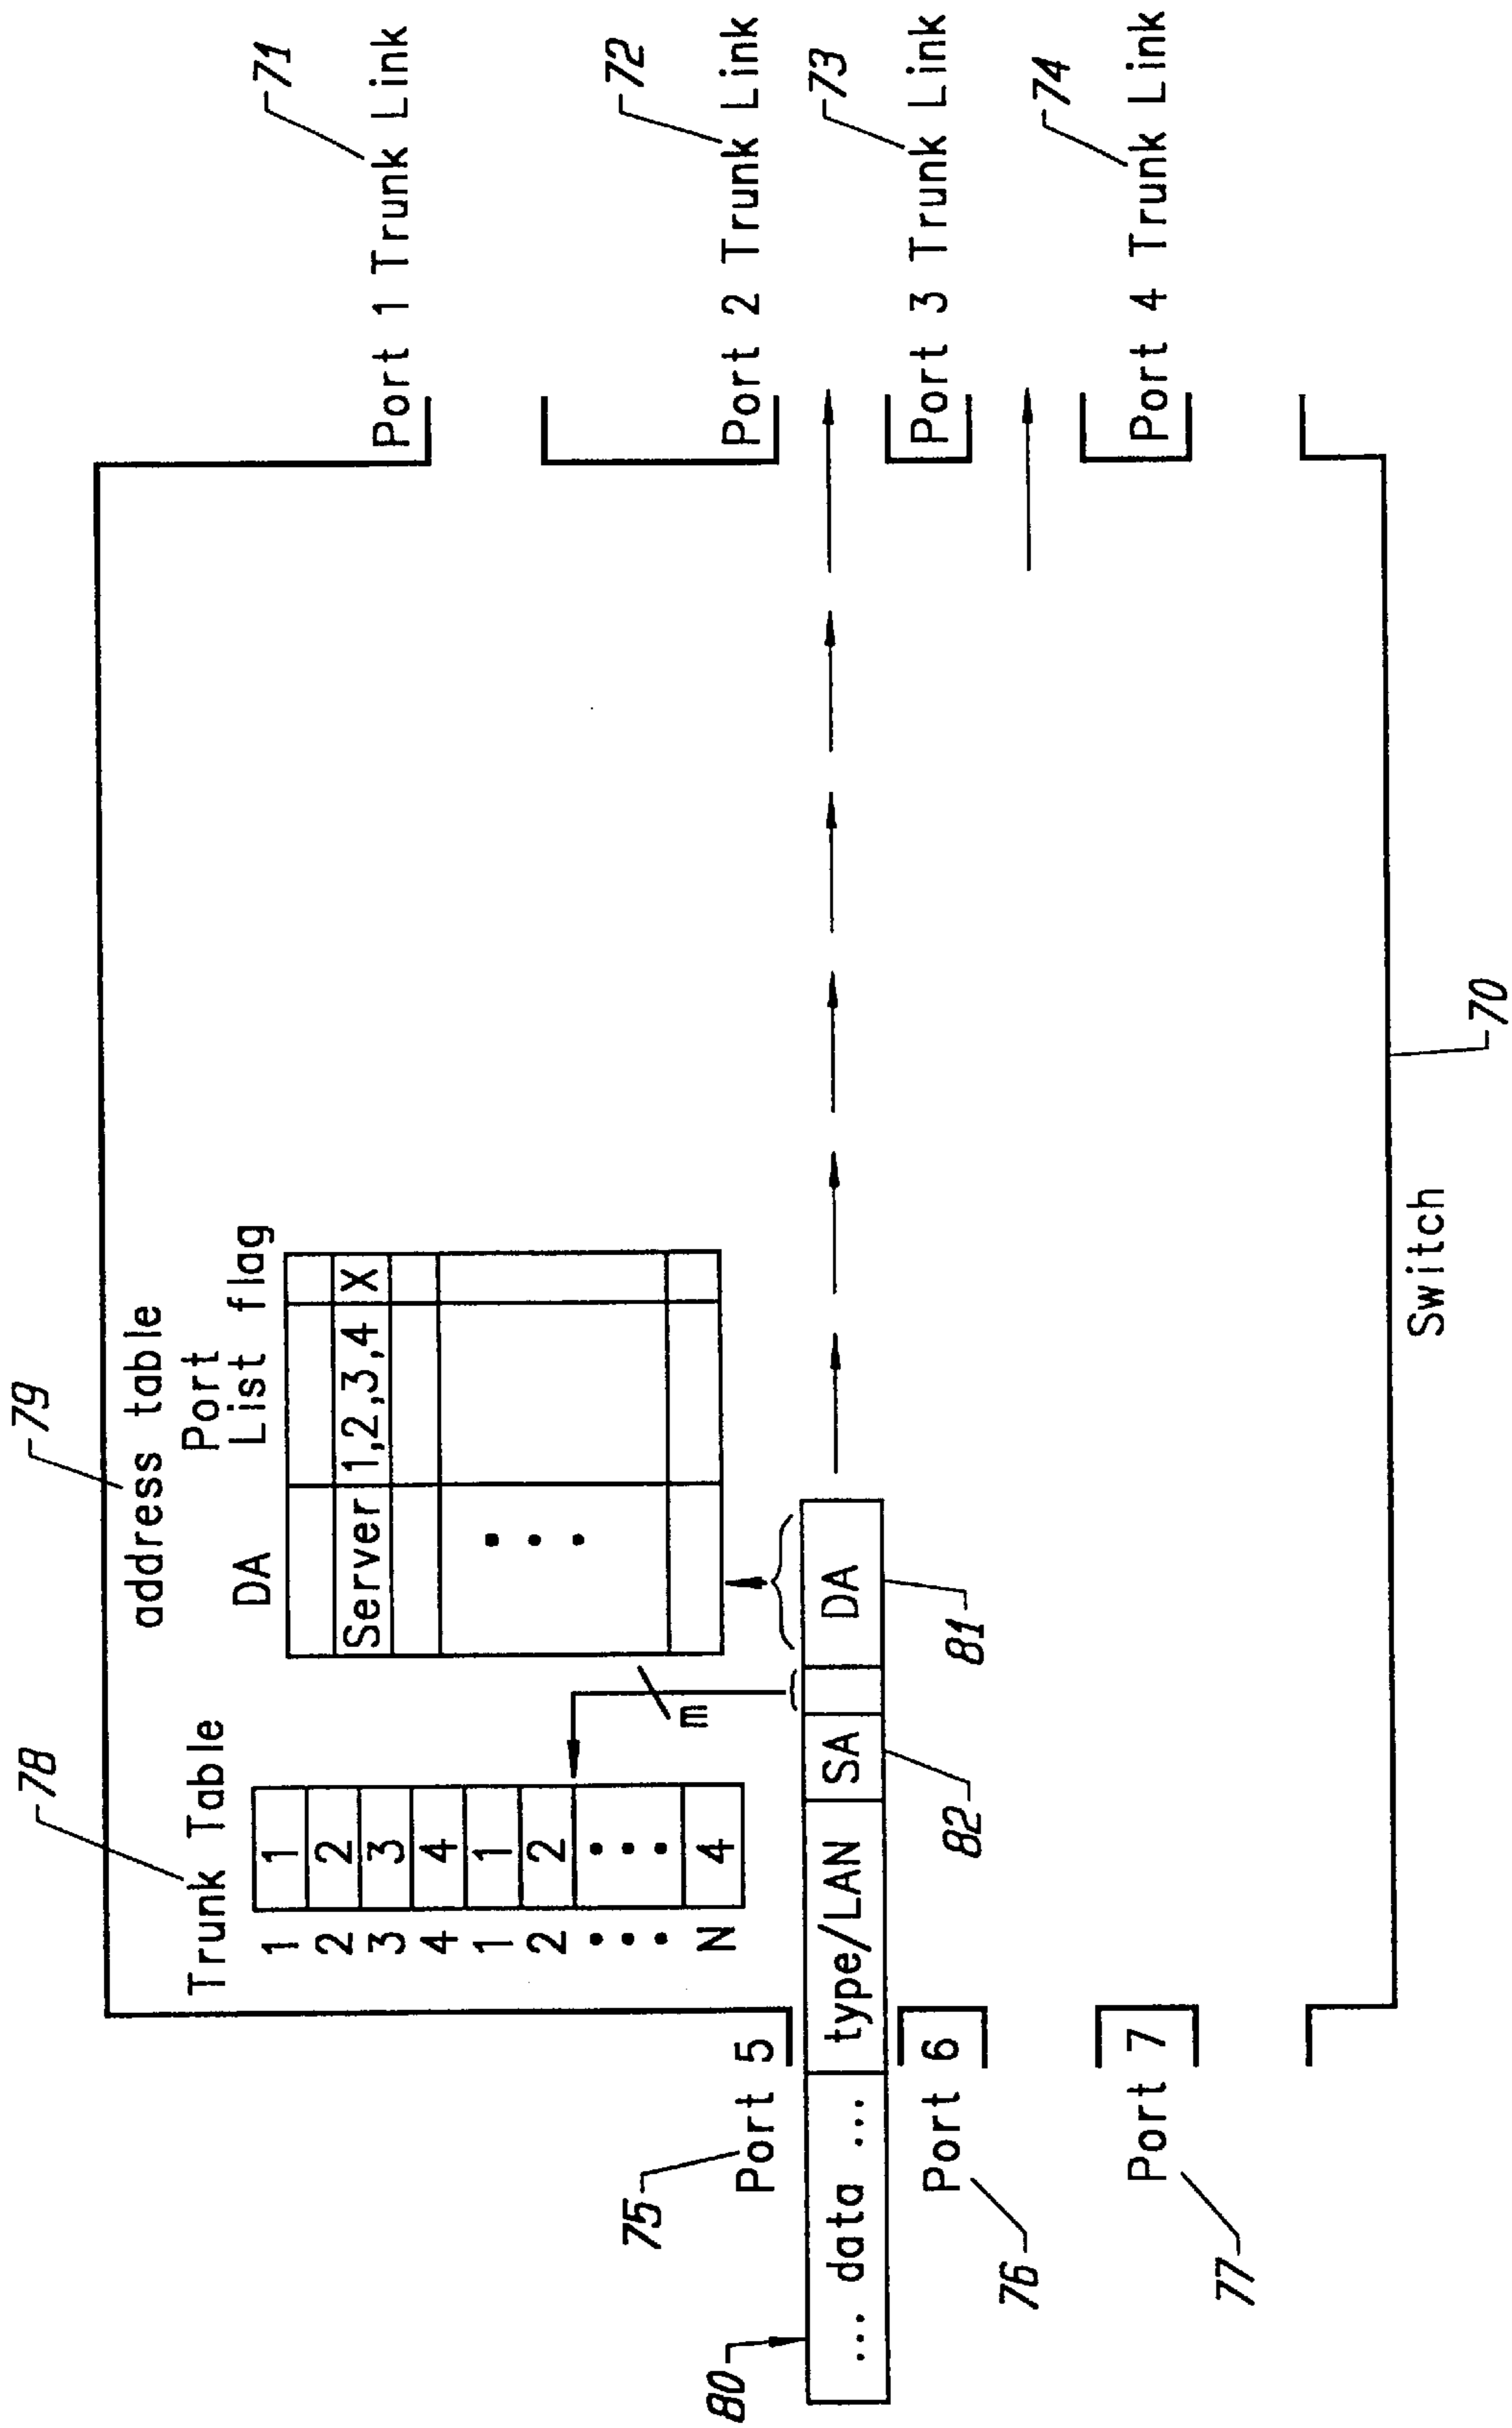 79
address table
78
Trunk Table
DA
Port
List flag
1 1
2 2
3 3
4 4
1 1
2 2
...
N 4
Server 1,2,3,4 X
...
m
71
Port 1 Trunk Link
72
Port 2 Trunk Link
73
Port 3 Trunk Link
74
Port 4 Trunk Link
75
Port 5
80
... data ... type/LAN SA DA
82
81
Port 6
76
Port 7
77
Switch
70